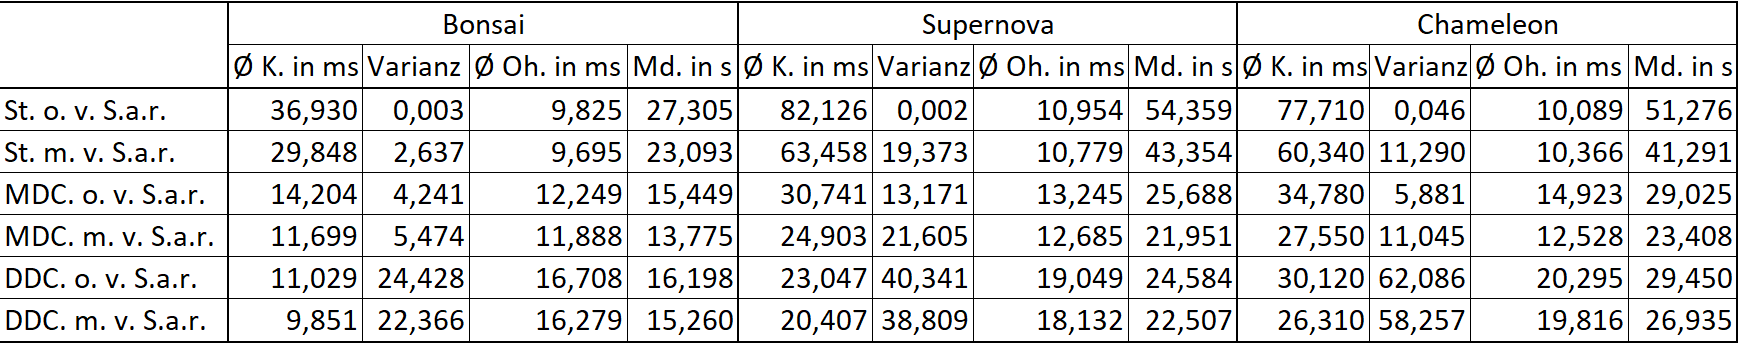 Bonsai Supernova Chameleon
Ø K. in ms Varianz Ø Oh. in ms Md. in s Ø K. in ms Varianz Ø Oh. in ms Md. in s Ø K. in ms Varianz Ø Oh. in ms Md. in s
St. o. v. S.a.r. 36,930 0,003 9,825 27,305 82,126 0,002 10,954 54,359 77,710 0,046 10,089 51,276
St. m. v. S.a.r. 29,848 2,637 9,695 23,093 63,458 19,373 10,779 43,354 60,340 11,290 10,366 41,291
MDC. o. v. S.a.r. 14,204 4,241 12,249 15,449 30,741 13,171 13,245 25,688 34,780 5,881 14,923 29,025
MDC. m. v. S.a.r. 11,699 5,474 11,888 13,775 24,903 21,605 12,685 21,951 27,550 11,045 12,528 23,408
DDC. o. v. S.a.r. 11,029 24,428 16,708 16,198 23,047 40,341 19,049 24,584 30,120 62,086 20,295 29,450
DDC. m. v. S.a.r. 9,851 22,366 16,279 15,260 20,407 38,809 18,132 22,507 26,310 58,257 19,816 26,935